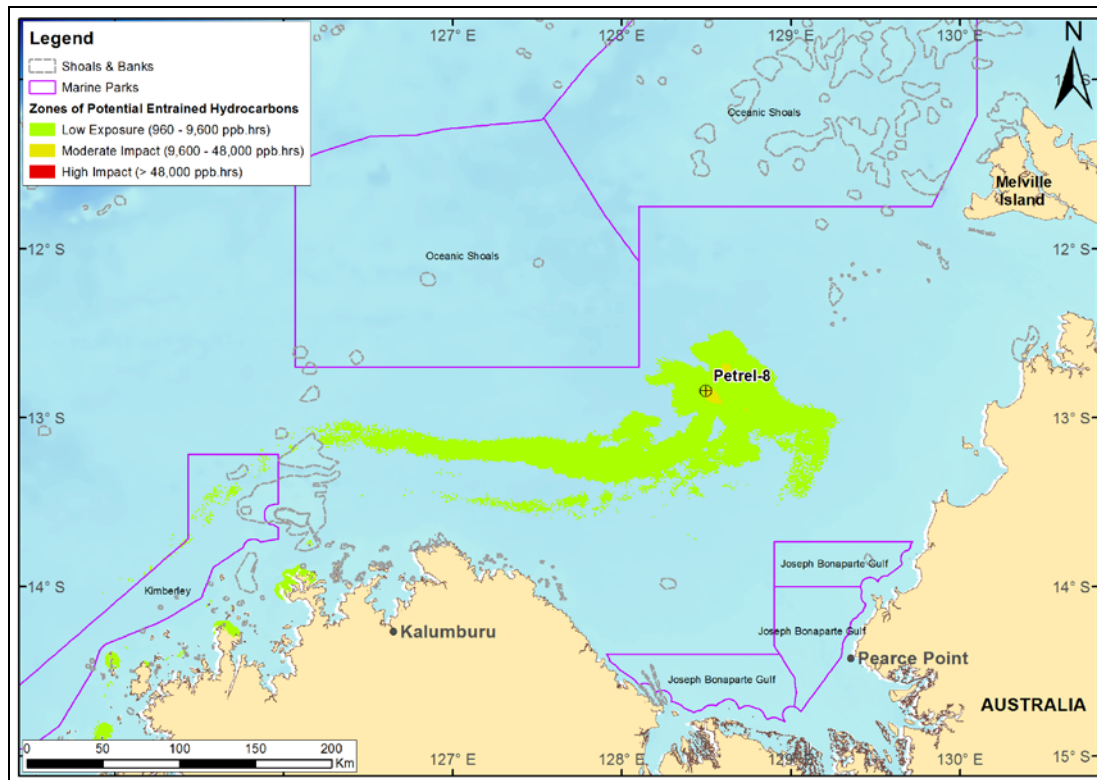 Legend
Shoals & Banks
Marine Parks
Zones of Potential Entrained Hydrocarbons
Low Exposure (960 - 9,600 ppb.hrs)
Moderate Impact (9,600 - 48,000 ppb.hrs)
High Impact (> 48,000 ppb.hrs)
127° E
128° E
129° E
130° E
N
Oceanic Shoals
Melville
Island
12° S
12° S
Oceanic Shoals
Petrel-8
13° S
13° S
Joseph Bonaparte Gulf
14° S
14° S
Kimberley
Kalumburu
Joseph Bonaparte Gulf
Pearce Point
Joseph Bonaparte Gulf
AUSTRALIA
0 50 100 150 200
Km
127° E
128° E
129° E
130° E
15° S